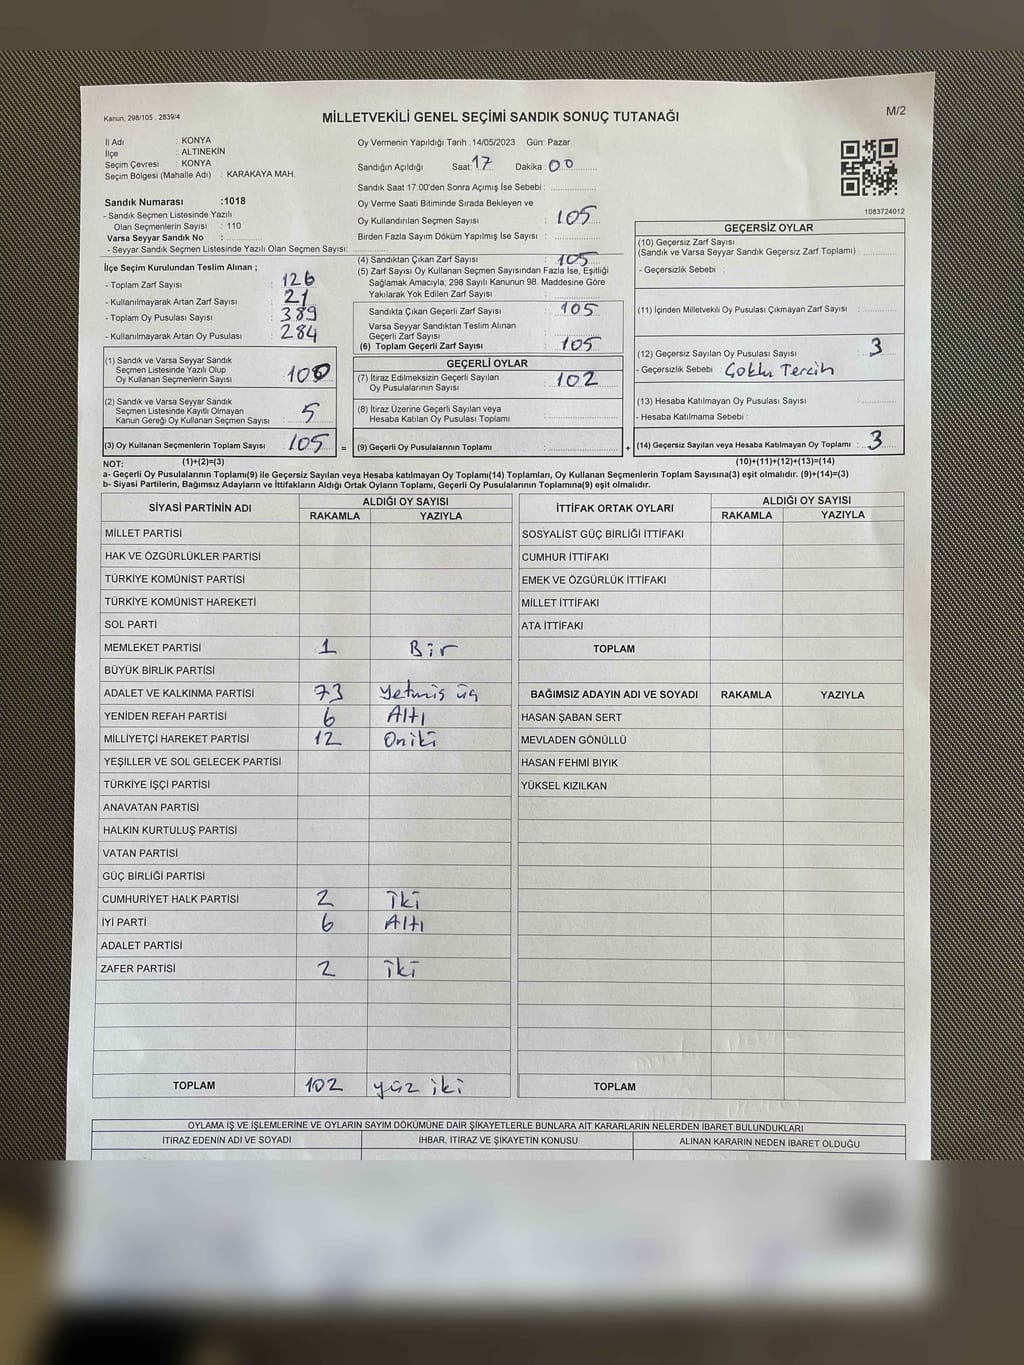 Kanun, 298/105 , 2839/4
MİLLETVEKİLİ GENEL SEÇİMİ SANDIK SONUÇ TUTANAĞI
M/2
İl Adı : KONYA
İlçe : ALTINEKİN
Seçim Çevresi : KONYA
Seçim Bölgesi (Mahalle Adı) : KARAKAYA MAH.
Sandık Numarası :1018
- Sandık Seçmen Listesinde Yazılı
Olan Seçmenlerin Sayısı : 110
Varsa Seyyar Sandık No :
- Seyyar Sandık Seçmen Listesinde Yazılı Olan Seçmen Sayısı:
Oy Vermenin Yapıldığı Tarih : 14/05/2023 Gün: Pazar
Sandığın Açıldığı Saat: 17 Dakika : 00
Sandık Saat 17:00'den Sonra Açımış İse Sebebi :
Oy Verme Saati Bitiminde Sırada Bekleyen ve
Oy Kullandırılan Seçmen Sayısı : 105
Birden Fazla Sayım Döküm Yapılmış İse Sayısı :
1083724012
İlçe Seçim Kurulundan Teslim Alınan ;
- Toplam Zarf Sayısı : 126
- Kullanılmayarak Artan Zarf Sayısı : 21
- Toplam Oy Pusulası Sayısı : 389
- Kullanılmayarak Artan Oy Pusulası : 284
(4) Sandıktan Çıkan Zarf Sayısı : 105
(5) Zarf Sayısı Oy Kullanan Seçmen Sayısından Fazla İse, Eşitliği
Sağlamak Amacıyla, 298 Sayılı Kanunun 98. Maddesine Göre
Yakılarak Yok Edilen Zarf Sayısı :
Sandıkta Çıkan Geçerli Zarf Sayısı : 105
Varsa Seyyar Sandıktan Teslim Alınan
Geçerli Zarf Sayısı :
(6) Toplam Geçerli Zarf Sayısı : 105
GEÇERSİZ OYLAR
(10) Geçersiz Zarf Sayısı
(Sandık ve Varsa Seyyar Sandık Geçersiz Zarf Toplamı) :
- Geçersizlik Sebebi :
(11) İçinden Milletvekili Oy Pusulası Çıkmayan Zarf Sayısı :
(12) Geçersiz Sayılan Oy Pusulası Sayısı : 3
- Geçersizlik Sebebi : Çoklu Tercih
(13) Hesaba Katılmayan Oy Pusulası Sayısı :
- Hesaba Katılmama Sebebi :
(14) Geçersiz Sayılan veya Hesaba Katılmayan Oy Toplamı : 3
(1) Sandık ve Varsa Seyyar Sandık
Seçmen Listesinde Yazılı Olup
Oy Kullanan Seçmenlerin Sayısı : 100
(2) Sandık ve Varsa Seyyar Sandık
Seçmen Listesinde Kayıtlı Olmayan
Kanun Gereği Oy Kullanan Seçmen Sayısı : 5
(3) Oy Kullanan Seçmenlerin Toplam Sayısı : 105 =
GEÇERLİ OYLAR
(7) İtiraz Edilmeksizin Geçerli Sayılan
Oy Pusulalarının Sayısı : 102
(8) İtiraz Üzerine Geçerli Sayılan veya
Hesaba Katılan Oy Pusulası Toplamı :
(9) Geçerli Oy Pusulalarının Toplamı : +
NOT: (1)+(2)=(3) (10)+(11)+(12)+(13)=(14)
a- Geçerli Oy Pusulalarının Toplamı(9) ile Geçersiz Sayılan veya Hesaba katılmayan Oy Toplamı(14) Toplamları, Oy Kullanan Seçmenlerin Toplam Sayısına(3) eşit olmalıdır. (9)+(14)=(3)
b- Siyasi Partilerin, Bağımsız Adayların ve İttifakların Aldığı Ortak Oyların Toplamı, Geçerli Oy Pusulalarının Toplamına(9) eşit olmalıdır.
SİYASİ PARTİNİN ADI ALDIĞI OY SAYISI
RAKAMLA YAZIYLA
MİLLET PARTİSİ
HAK VE ÖZGÜRLÜKLER PARTİSİ
TÜRKİYE KOMÜNİST PARTİSİ
TÜRKİYE KOMÜNİST HAREKETİ
SOL PARTİ
MEMLEKET PARTİSİ 1 Bir
BÜYÜK BİRLİK PARTİSİ
ADALET VE KALKINMA PARTİSİ 73 Yetmiş üç
YENİDEN REFAH PARTİSİ 6 Altı
MİLLİYETÇİ HAREKET PARTİSİ 12 Oniki
YEŞİLLER VE SOL GELECEK PARTİSİ
TÜRKİYE İŞÇİ PARTİSİ
ANAVATAN PARTİSİ
HALKIN KURTULUŞ PARTİSİ
VATAN PARTİSİ
GÜÇ BİRLİĞİ PARTİSİ
CUMHURİYET HALK PARTİSİ 2 İki
İYİ PARTİ 6 Altı
ADALET PARTİSİ
ZAFER PARTİSİ 2 İki
TOPLAM 102 yüz iki
İTTİFAK ORTAK OYLARI ALDIĞI OY SAYISI
RAKAMLA YAZIYLA
SOSYALİST GÜÇ BİRLİĞİ İTTİFAKI
CUMHUR İTTİFAKI
EMEK VE ÖZGÜRLÜK İTTİFAKI
MİLLET İTTİFAKI
ATA İTTİFAKI
TOPLAM
BAĞIMSIZ ADAYIN ADI VE SOYADI RAKAMLA YAZIYLA
HASAN ŞABAN SERT
MEVLADEN GÖNÜLLÜ
HASAN FEHMİ BIYIK
YÜKSEL KIZILKAN
TOPLAM
OYLAMA İŞ VE İŞLEMLERİNE VE OYLARIN SAYIM DÖKÜMÜNE DAİR ŞİKAYETLERLE BUNLARA AİT KARARLARIN NELERDEN İBARET BULUNDUKLARI
İTİRAZ EDENİN ADI VE SOYADI İHBAR, İTİRAZ VE ŞİKAYETİN KONUSU ALINAN KARARIN NEDEN İBARET OLDUĞU